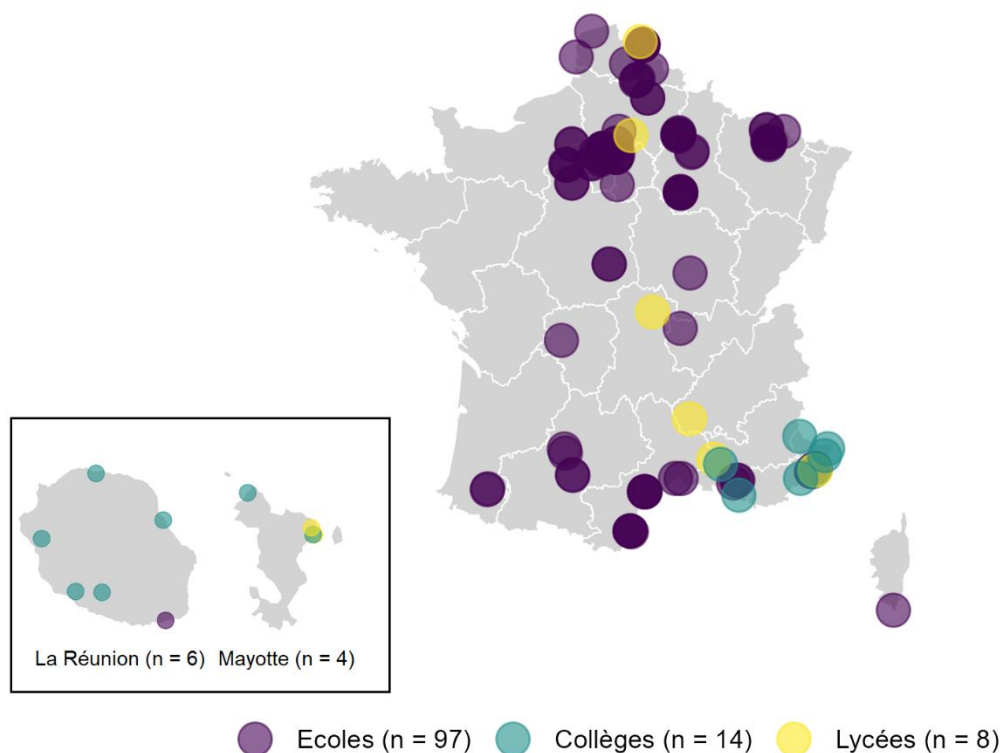 La Réunion (n = 6) Mayotte (n = 4)
Ecoles (n = 97) Collèges (n = 14) Lycées (n = 8)